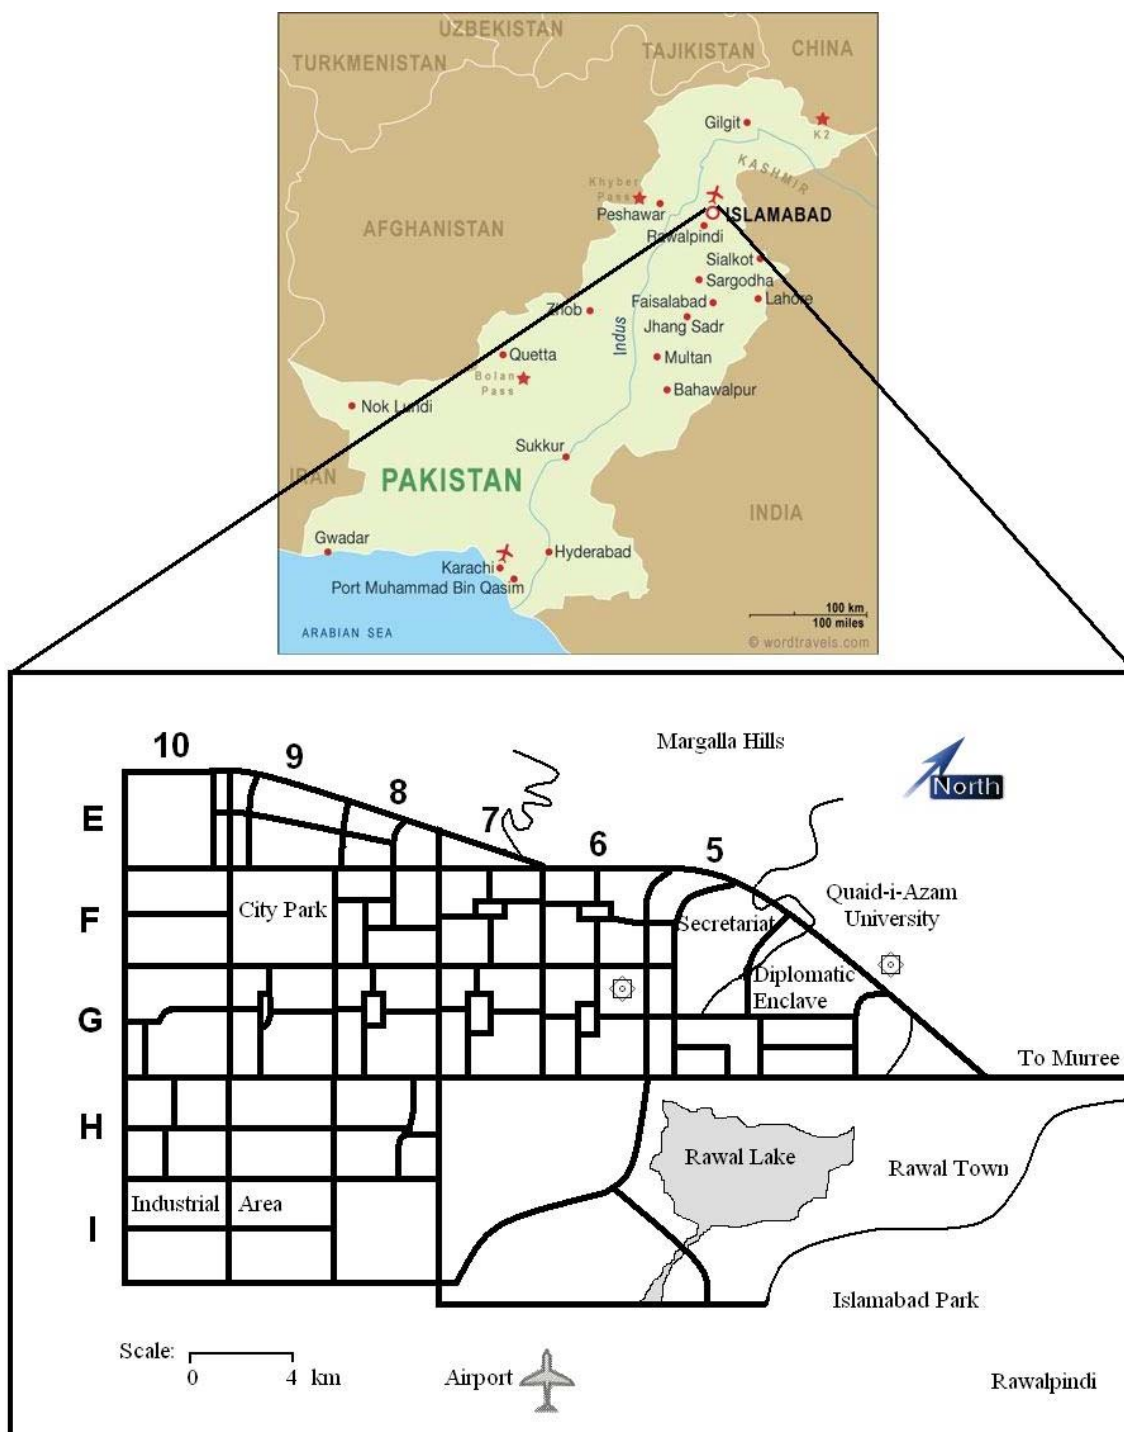 UZBEKISTAN
TURKMENISTAN
TAJIKISTAN
CHINA
Gilgit
K2
KASHMIR
Khyber
Pass
Peshawar
ISLAMABAD
Rawalpindi
AFGHANISTAN
Sialkot
Sargodha
Zhob
Faisalabad
Lahore
Jhang Sadr
Indus
Quetta
Multan
Bolan
Pass
Bahawalpur
Nok Lundi
Sukkur
IRAN
PAKISTAN
INDIA
Gwadar
Hyderabad
Karachi
Port Muhammad Bin Qasim
ARABIAN SEA
100 km
100 miles
© wordtravels.com
10
9
8
7
6
5
Margalla Hills
North
E
F
City Park
Secretariat
Quaid-i-Azam
University
Diplomatic
Enclave
G
To Murree
H
Rawal Lake
Rawal Town
Industrial Area
I
Islamabad Park
Scale:
0 4 km
Airport
Rawalpindi